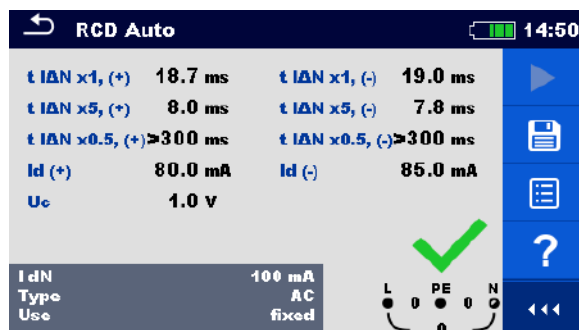 RCD Auto 14:50
t IΔN x1, (+) 18.7 ms t IΔN x1, (-) 19.0 ms
t IΔN x5, (+) 8.0 ms t IΔN x5, (-) 7.8 ms
t IΔN x0.5, (+) >300 ms t IΔN x0.5, (-) >300 ms
Id (+) 80.0 mA Id (-) 85.0 mA
Uc 1.0 V
?
I dN 100 mA
Type AC
Use fixed
L PE N
0 0
0